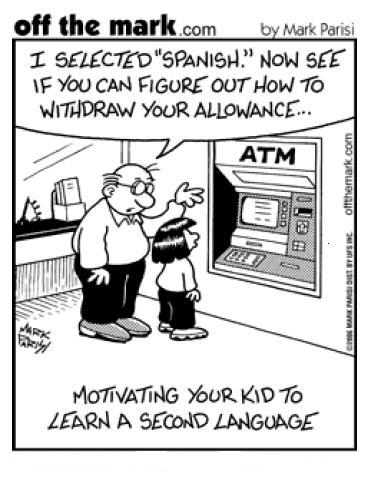 off the mark.com by Mark Parisi
I SELECTED "SPANISH." NOW SEE
IF YOU CAN FIGURE OUT HOW TO
WITHDRAW YOUR ALLOWANCE...
ATM
offthemark.com
©2006 MARK PARISI DIST. BY UFS INC.
MARK
PARISI
MOTIVATING YOUR KID TO
LEARN A SECOND LANGUAGE